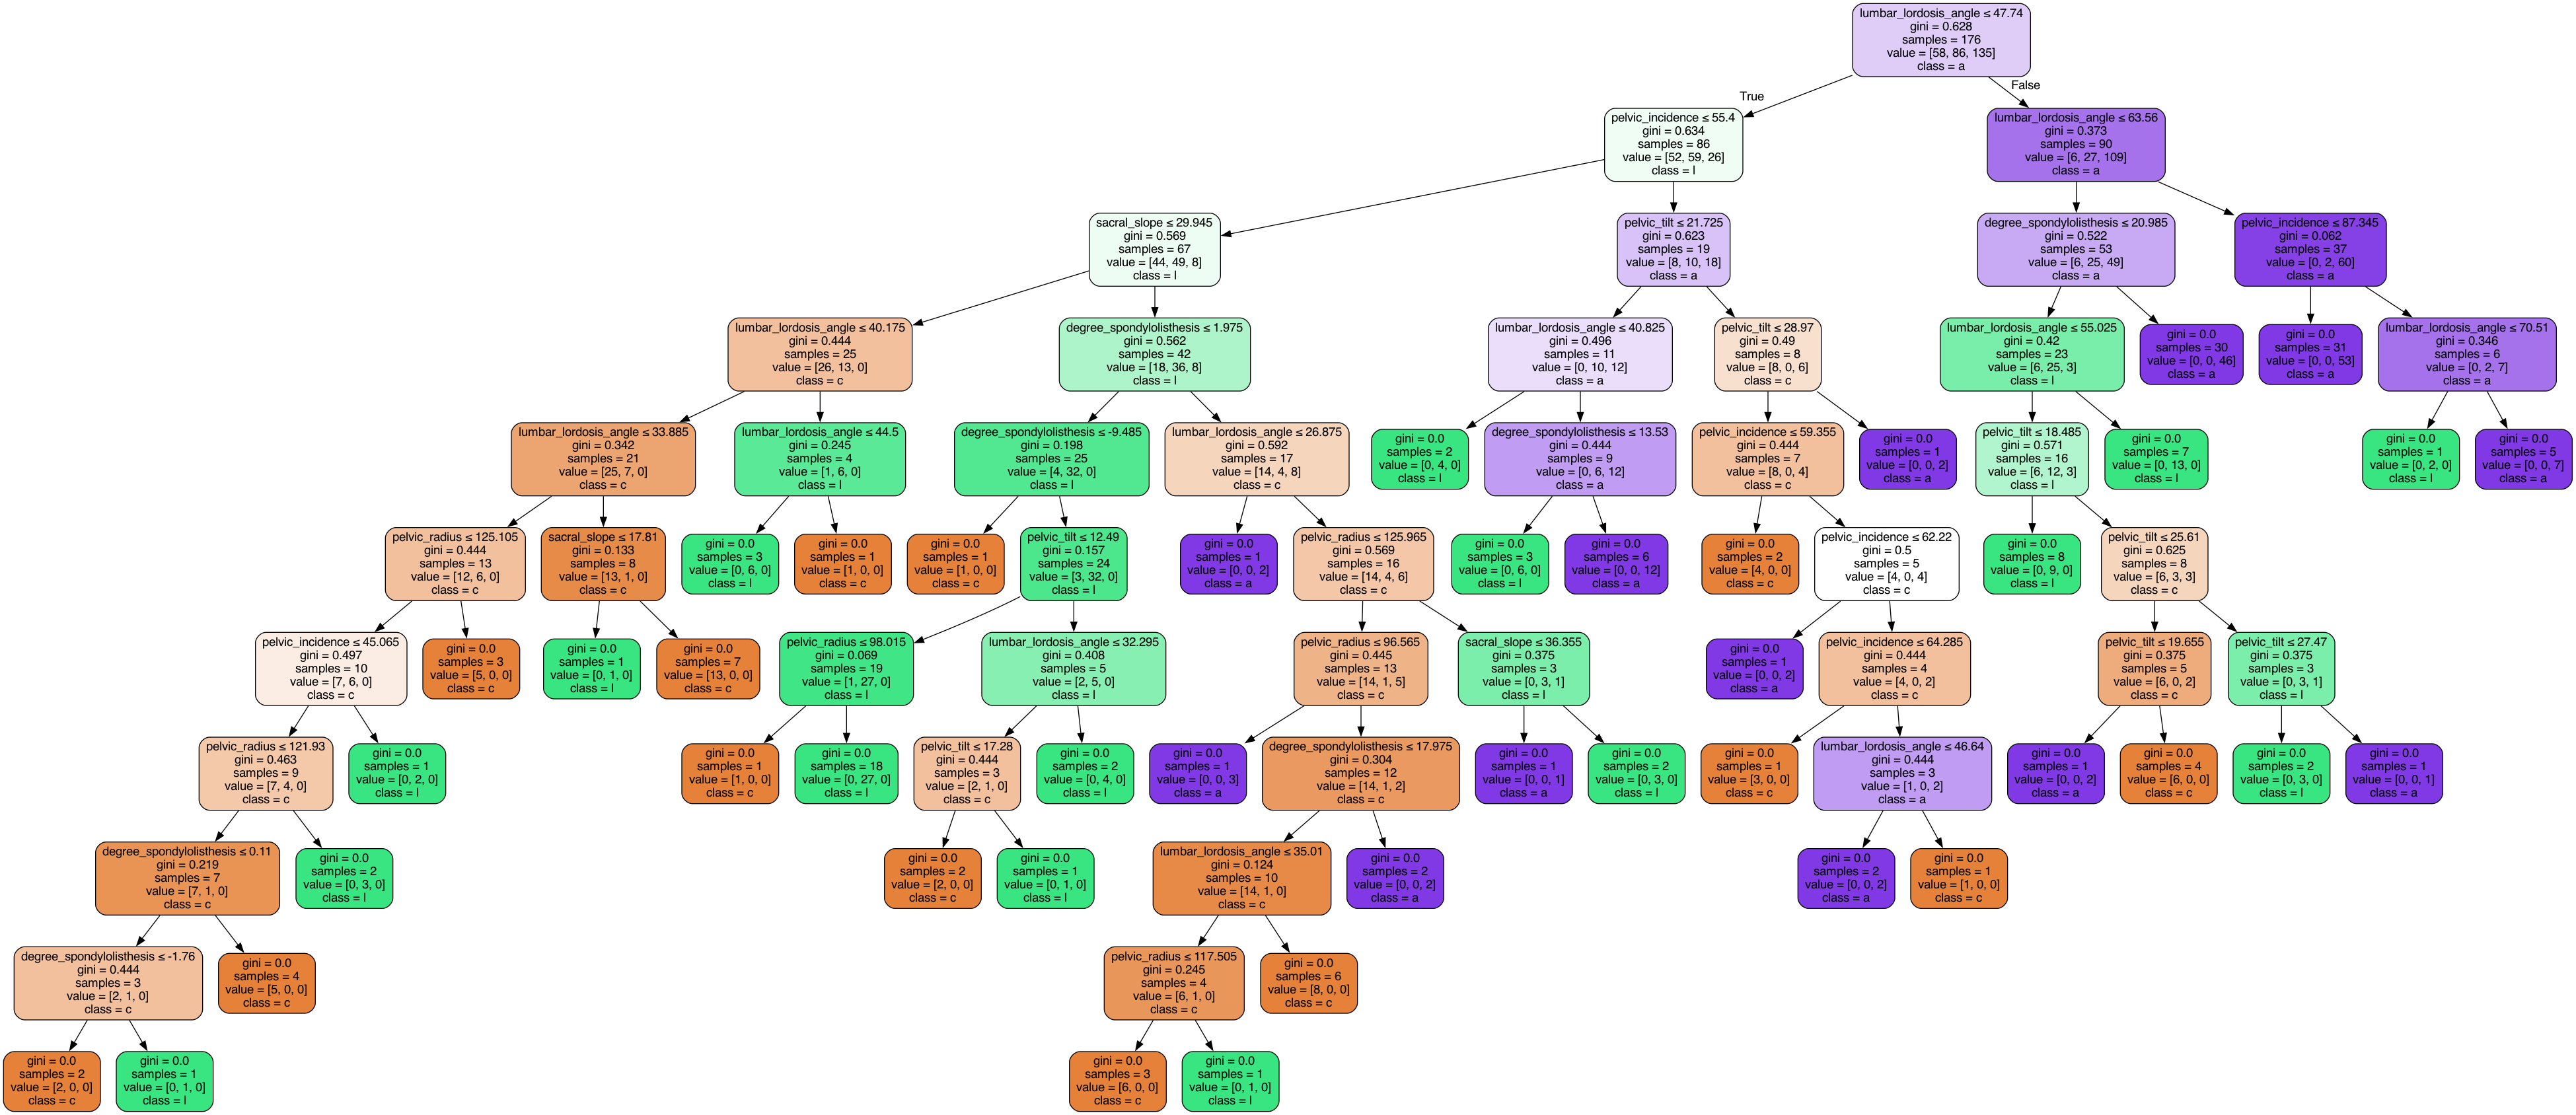 lumbar_lordosis_angle ≤ 47.74
gini = 0.628
samples = 176
value = [58, 86, 135]
class = a
True
False
pelvic_incidence ≤ 55.4
gini = 0.634
samples = 86
value = [52, 59, 26]
class = l
lumbar_lordosis_angle ≤ 63.56
gini = 0.373
samples = 90
value = [6, 27, 109]
class = a
sacral_slope ≤ 29.945
gini = 0.569
samples = 67
value = [44, 49, 8]
class = l
pelvic_tilt ≤ 21.725
gini = 0.623
samples = 19
value = [8, 10, 18]
class = a
degree_spondylolisthesis ≤ 20.985
gini = 0.522
samples = 53
value = [6, 25, 49]
class = a
pelvic_incidence ≤ 87.345
gini = 0.062
samples = 37
value = [0, 2, 60]
class = a
lumbar_lordosis_angle ≤ 40.175
gini = 0.444
samples = 25
value = [26, 13, 0]
class = c
degree_spondylolisthesis ≤ 1.975
gini = 0.562
samples = 42
value = [18, 36, 8]
class = l
lumbar_lordosis_angle ≤ 40.825
gini = 0.496
samples = 11
value = [0, 10, 12]
class = a
pelvic_tilt ≤ 28.97
gini = 0.49
samples = 8
value = [8, 0, 6]
class = c
lumbar_lordosis_angle ≤ 55.025
gini = 0.42
samples = 23
value = [6, 25, 3]
class = l
gini = 0.0
samples = 30
value = [0, 0, 46]
class = a
gini = 0.0
samples = 31
value = [0, 0, 53]
class = a
lumbar_lordosis_angle ≤ 70.51
gini = 0.346
samples = 6
value = [0, 2, 7]
class = a
lumbar_lordosis_angle ≤ 33.885
gini = 0.342
samples = 21
value = [25, 7, 0]
class = c
lumbar_lordosis_angle ≤ 44.5
gini = 0.245
samples = 4
value = [1, 6, 0]
class = l
degree_spondylolisthesis ≤ -9.485
gini = 0.198
samples = 25
value = [4, 32, 0]
class = l
lumbar_lordosis_angle ≤ 26.875
gini = 0.592
samples = 17
value = [14, 4, 8]
class = c
gini = 0.0
samples = 2
value = [0, 4, 0]
class = l
degree_spondylolisthesis ≤ 13.53
gini = 0.444
samples = 9
value = [0, 6, 12]
class = a
pelvic_incidence ≤ 59.355
gini = 0.444
samples = 7
value = [8, 0, 4]
class = c
gini = 0.0
samples = 1
value = [0, 0, 2]
class = a
pelvic_tilt ≤ 18.485
gini = 0.571
samples = 16
value = [6, 12, 3]
class = l
gini = 0.0
samples = 7
value = [0, 13, 0]
class = l
gini = 0.0
samples = 1
value = [0, 2, 0]
class = l
gini = 0.0
samples = 5
value = [0, 0, 7]
class = a
pelvic_radius ≤ 125.105
gini = 0.444
samples = 13
value = [12, 6, 0]
class = c
sacral_slope ≤ 17.81
gini = 0.133
samples = 8
value = [13, 1, 0]
class = c
gini = 0.0
samples = 3
value = [0, 6, 0]
class = l
gini = 0.0
samples = 1
value = [1, 0, 0]
class = c
gini = 0.0
samples = 1
value = [1, 0, 0]
class = c
pelvic_tilt ≤ 12.49
gini = 0.157
samples = 24
value = [3, 32, 0]
class = l
gini = 0.0
samples = 1
value = [0, 0, 2]
class = a
pelvic_radius ≤ 125.965
gini = 0.569
samples = 16
value = [14, 4, 6]
class = c
gini = 0.0
samples = 3
value = [0, 6, 0]
class = l
gini = 0.0
samples = 6
value = [0, 0, 12]
class = a
gini = 0.0
samples = 2
value = [4, 0, 0]
class = c
pelvic_incidence ≤ 62.22
gini = 0.5
samples = 5
value = [4, 0, 4]
class = c
gini = 0.0
samples = 8
value = [0, 9, 0]
class = l
pelvic_tilt ≤ 25.61
gini = 0.625
samples = 8
value = [6, 3, 3]
class = c
pelvic_incidence ≤ 45.065
gini = 0.497
samples = 10
value = [7, 6, 0]
class = c
gini = 0.0
samples = 3
value = [5, 0, 0]
class = c
gini = 0.0
samples = 1
value = [0, 1, 0]
class = l
gini = 0.0
samples = 7
value = [13, 0, 0]
class = c
pelvic_radius ≤ 98.015
gini = 0.069
samples = 19
value = [1, 27, 0]
class = l
lumbar_lordosis_angle ≤ 32.295
gini = 0.408
samples = 5
value = [2, 5, 0]
class = l
pelvic_radius ≤ 96.565
gini = 0.445
samples = 13
value = [14, 1, 5]
class = c
sacral_slope ≤ 36.355
gini = 0.375
samples = 3
value = [0, 3, 1]
class = l
gini = 0.0
samples = 1
value = [0, 0, 2]
class = a
pelvic_incidence ≤ 64.285
gini = 0.444
samples = 4
value = [4, 0, 2]
class = c
pelvic_tilt ≤ 19.655
gini = 0.375
samples = 5
value = [6, 0, 2]
class = c
pelvic_tilt ≤ 27.47
gini = 0.375
samples = 3
value = [0, 3, 1]
class = l
pelvic_radius ≤ 121.93
gini = 0.463
samples = 9
value = [7, 4, 0]
class = c
gini = 0.0
samples = 1
value = [0, 2, 0]
class = l
gini = 0.0
samples = 1
value = [1, 0, 0]
class = c
gini = 0.0
samples = 18
value = [0, 27, 0]
class = l
pelvic_tilt ≤ 17.28
gini = 0.444
samples = 3
value = [2, 1, 0]
class = c
gini = 0.0
samples = 2
value = [0, 4, 0]
class = l
gini = 0.0
samples = 1
value = [0, 0, 3]
class = a
degree_spondylolisthesis ≤ 17.975
gini = 0.304
samples = 12
value = [14, 1, 2]
class = c
gini = 0.0
samples = 1
value = [0, 0, 1]
class = a
gini = 0.0
samples = 2
value = [0, 3, 0]
class = l
gini = 0.0
samples = 1
value = [3, 0, 0]
class = c
lumbar_lordosis_angle ≤ 46.64
gini = 0.444
samples = 3
value = [1, 0, 2]
class = a
gini = 0.0
samples = 1
value = [0, 0, 2]
class = a
gini = 0.0
samples = 4
value = [6, 0, 0]
class = c
gini = 0.0
samples = 2
value = [0, 3, 0]
class = l
gini = 0.0
samples = 1
value = [0, 0, 1]
class = a
degree_spondylolisthesis ≤ 0.11
gini = 0.219
samples = 7
value = [7, 1, 0]
class = c
gini = 0.0
samples = 2
value = [0, 3, 0]
class = l
gini = 0.0
samples = 2
value = [2, 0, 0]
class = c
gini = 0.0
samples = 1
value = [0, 1, 0]
class = l
lumbar_lordosis_angle ≤ 35.01
gini = 0.124
samples = 10
value = [14, 1, 0]
class = c
gini = 0.0
samples = 2
value = [0, 0, 2]
class = a
gini = 0.0
samples = 2
value = [0, 0, 2]
class = a
gini = 0.0
samples = 1
value = [1, 0, 0]
class = c
degree_spondylolisthesis ≤ -1.76
gini = 0.444
samples = 3
value = [2, 1, 0]
class = c
gini = 0.0
samples = 4
value = [5, 0, 0]
class = c
pelvic_radius ≤ 117.505
gini = 0.245
samples = 4
value = [6, 1, 0]
class = c
gini = 0.0
samples = 6
value = [8, 0, 0]
class = c
gini = 0.0
samples = 2
value = [2, 0, 0]
class = c
gini = 0.0
samples = 1
value = [0, 1, 0]
class = l
gini = 0.0
samples = 3
value = [6, 0, 0]
class = c
gini = 0.0
samples = 1
value = [0, 1, 0]
class = l